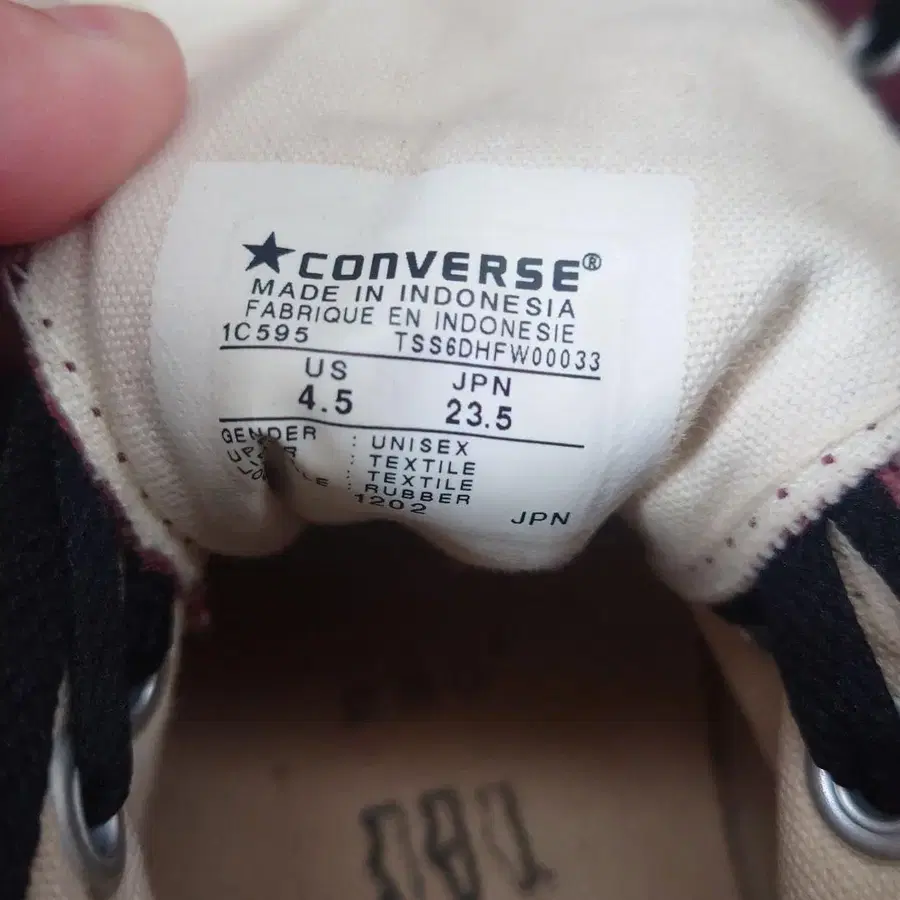 CONVERSE®
MADE IN INDONESIA
FABRIQUE EN INDONESIE
1C595 TSS6DHFW00033
US JPN
4.5 23.5
GENDER : UNISEX
: TEXTILE
: TEXTILE
: RUBBER
1202 JPN